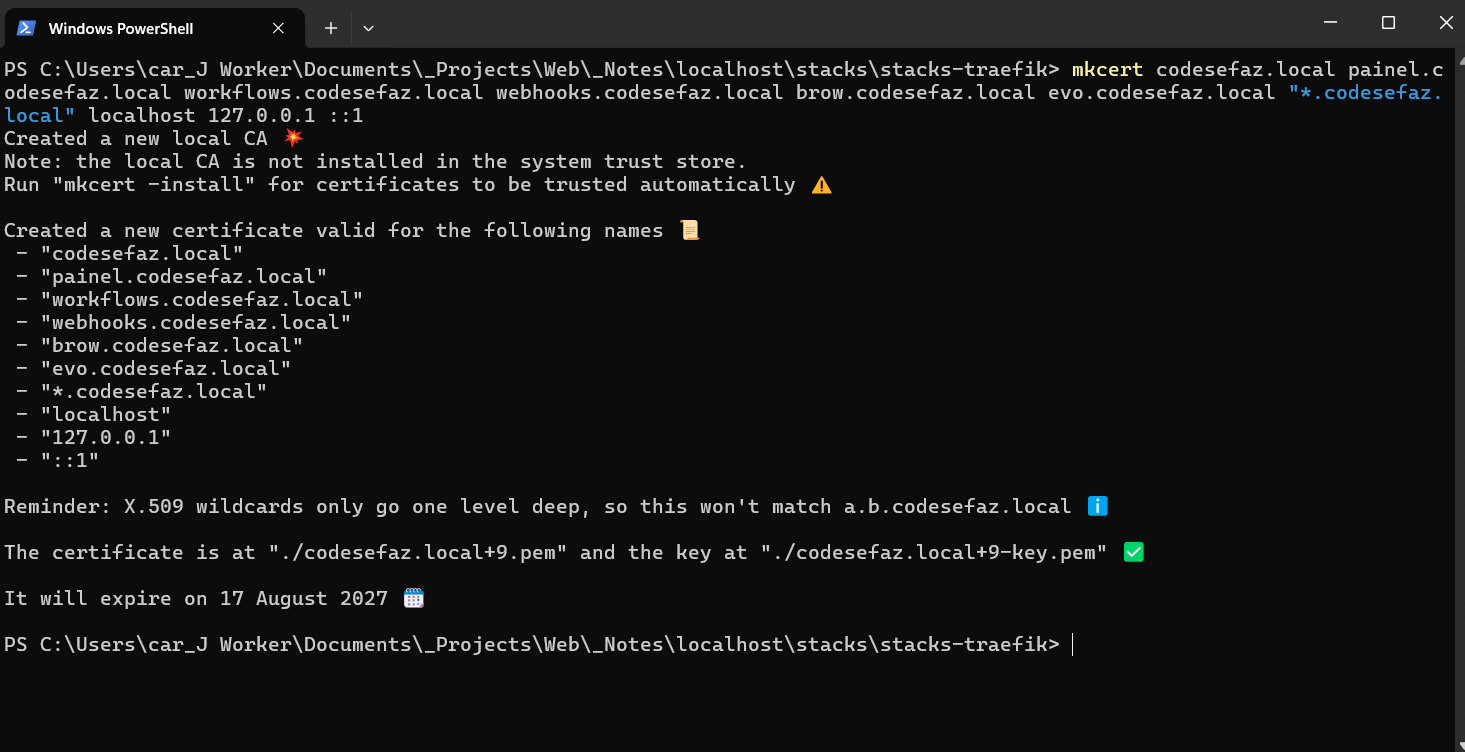 Windows PowerShell
PS C:\Users\car_J Worker\Documents\_Projects\Web\_Notes\localhost\stacks\stacks-traefik> mkcert codesefaz.local painel.c
odesefaz.local workflows.codesefaz.local webhooks.codesefaz.local brow.codesefaz.local evo.codesefaz.local "*.codesefaz.
local" localhost 127.0.0.1 ::1
Created a new local CA 💥
Note: the local CA is not installed in the system trust store.
Run "mkcert -install" for certificates to be trusted automatically ⚠️
Created a new certificate valid for the following names 📜
- "codesefaz.local"
- "painel.codesefaz.local"
- "workflows.codesefaz.local"
- "webhooks.codesefaz.local"
- "brow.codesefaz.local"
- "evo.codesefaz.local"
- "*.codesefaz.local"
- "localhost"
- "127.0.0.1"
- "::1"
Reminder: X.509 wildcards only go one level deep, so this won't match a.b.codesefaz.local ℹ️
The certificate is at "./codesefaz.local+9.pem" and the key at "./codesefaz.local+9-key.pem" ✅
It will expire on 17 August 2027 🗓
PS C:\Users\car_J Worker\Documents\_Projects\Web\_Notes\localhost\stacks\stacks-traefik>